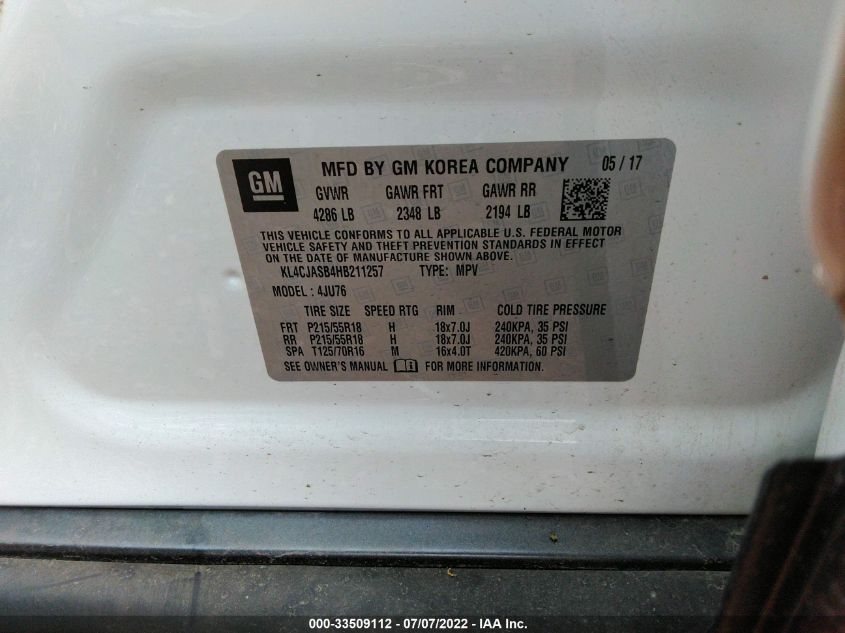 GM MFD BY GM KOREA COMPANY 05 / 17
GVWR GAWR FRT GAWR RR
4286 LB 2348 LB 2194 LB
THIS VEHICLE CONFORMS TO ALL APPLICABLE U.S. FEDERAL MOTOR
VEHICLE SAFETY AND THEFT PREVENTION STANDARDS IN EFFECT
ON THE DATE OF MANUFACTURE SHOWN ABOVE.
KL4CJASB4HB211257 TYPE: MPV
MODEL: 4JU76
TIRE SIZE SPEED RTG RIM COLD TIRE PRESSURE
FRT P215/55R18 H 18x7.0J 240KPA, 35 PSI
RR P215/55R18 H 18x7.0J 240KPA, 35 PSI
SPA T125/70R16 M 16x4.0T 420KPA, 60 PSI
SEE OWNER'S MANUAL FOR MORE INFORMATION.
000-33509112 - 07/07/2022 - IAA Inc.